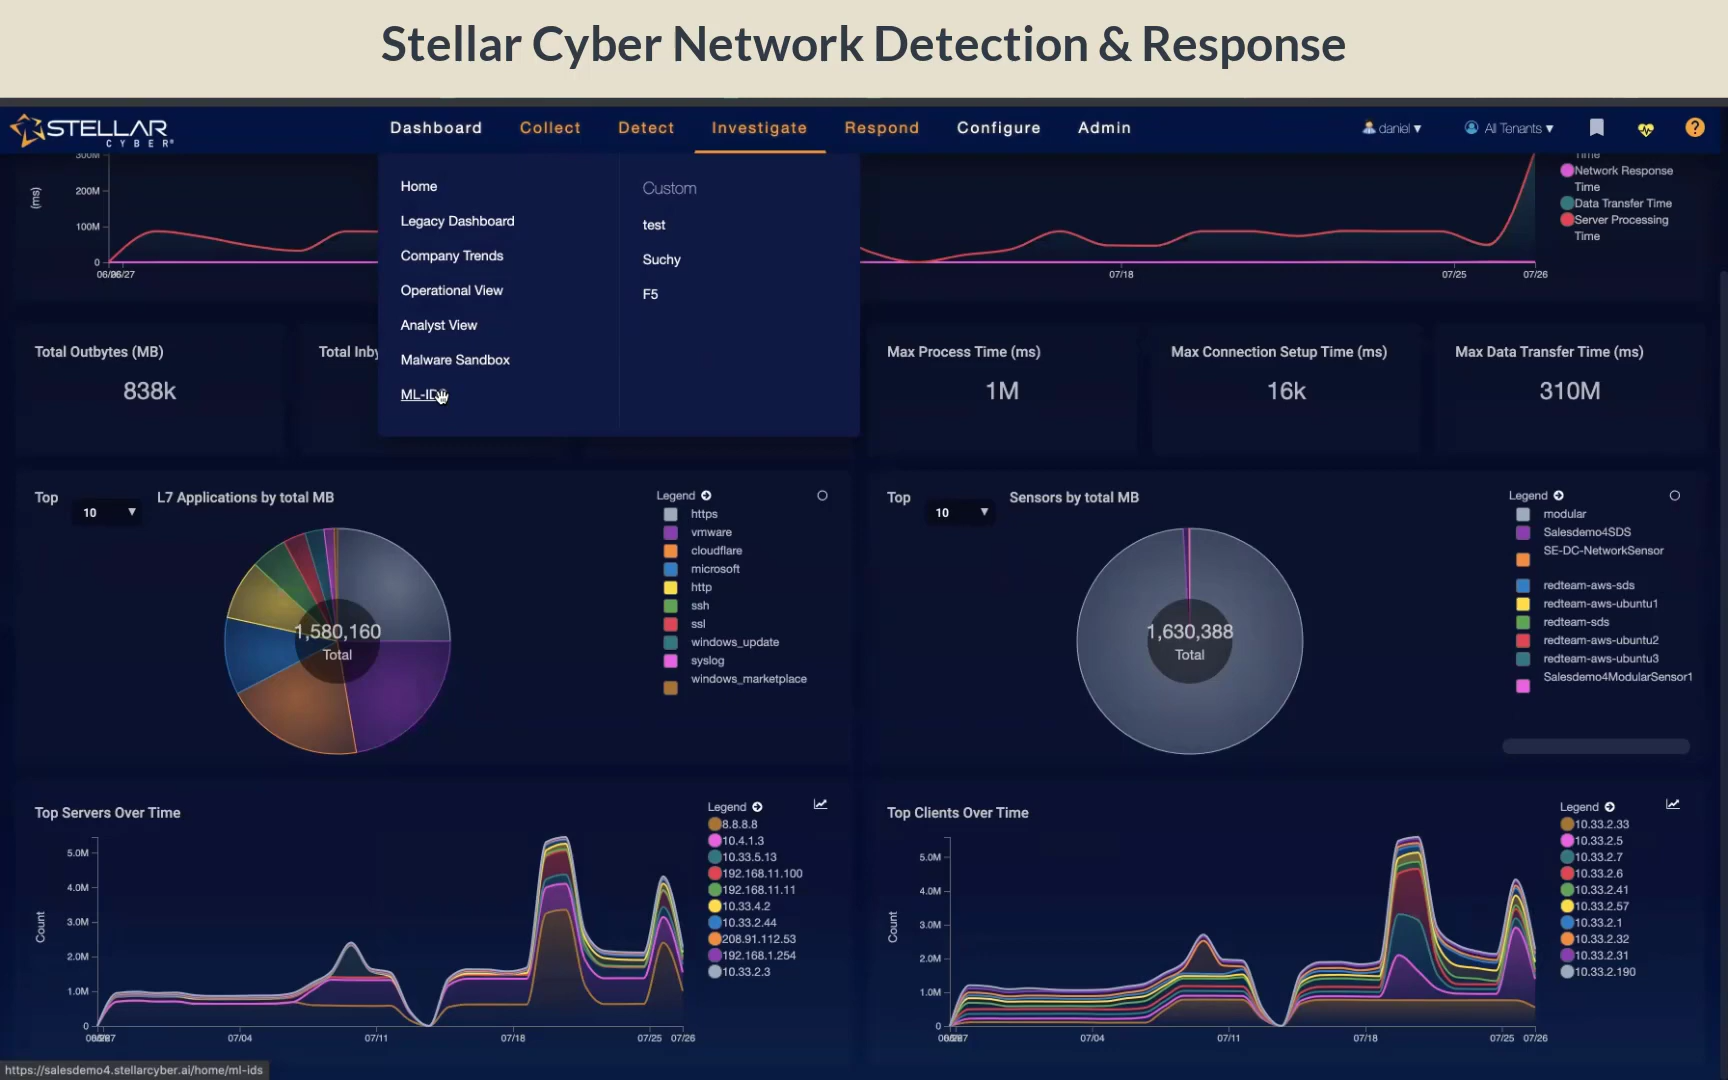 Stellar Cyber Network Detection & Response
STELLAR
CYBER
Dashboard Collect Detect Investigate Respond Configure Admin
daniel ▼ All Tenants ▼ ?
Home
Legacy Dashboard
Company Trends
Operational View
Analyst View
Malware Sandbox
Custom
test
Suchy
F5
(ms)
300M
200M
100M
0
07/18 07/25 07/26
Time
Network Response
Time
Data Transfer Time
Server Processing
Time
Total Outbytes (MB)
838k
Max Process Time (ms)
1M
Max Connection Setup Time (ms)
16k
Max Data Transfer Time (ms)
310M
Top 10 ▼ L7 Applications by total MB
1,580,160
Total
Legend
https
vmware
cloudflare
microsoft
http
ssh
ssl
windows_update
syslog
windows_marketplace
Top 10 ▼ Sensors by total MB
1,630,388
Total
Legend
modular
Salesdemo4SDS
SE-DC-NetworkSensor
redteam-aws-sds
redteam-aws-ubuntu1
redteam-sds
redteam-aws-ubuntu2
redteam-aws-ubuntu3
Salesdemo4ModularSensor1
Top Servers Over Time
Count
5.0M
4.0M
3.0M
2.0M
1.0M
0
07/04 07/11 07/18 07/25 07/26
Legend
8.8.8.8
10.4.1.3
10.33.5.13
192.168.11.100
192.168.11.11
10.33.4.2
10.33.2.44
208.91.112.53
192.168.1.254
10.33.2.3
Top Clients Over Time
Count
5.0M
4.0M
3.0M
2.0M
1.0M
0
07/04 07/11 07/18 07/25 07/26
Legend
10.33.2.33
10.33.2.5
10.33.2.7
10.33.2.6
10.33.2.41
10.33.2.57
10.33.2.1
10.33.2.32
10.33.2.31
10.33.2.190
https://salesdemo4.stellarcyber.ai/home/ml-ids